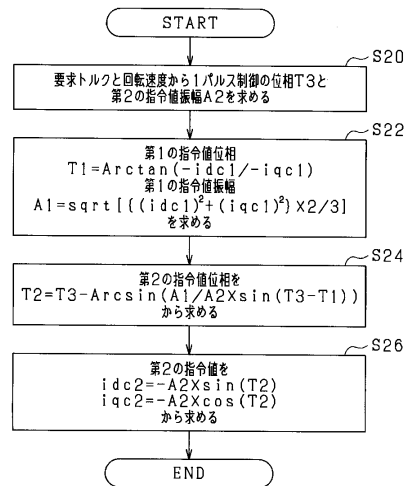 START
S20
要求トルクと回転速度から1パルス制御の位相T3と
第2の指令値振幅A2を求める
S22
第1の指令値位相
T1=Arctan(-idc1/-iqc1)
第1の指令値振幅
A1=sqrt[{(idc1)²+(iqc1)²}×2/3]
を求める
S24
第2の指令値位相を
T2=T3-Arcsin(A1/A2×sin(T3-T1))
から求める
S26
第2の指令値を
idc2=-A2×sin(T2)
iqc2=-A2×cos(T2)
から求める
END